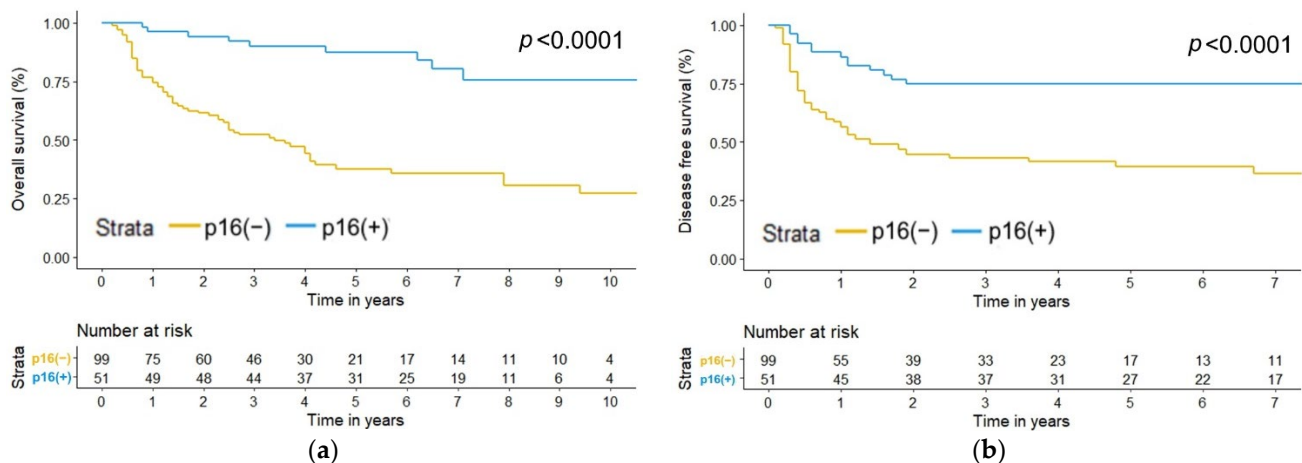 1.00
0.75
0.50
0.25
0.00
Overall survival (%)
p<0.0001
Strata p16(−) p16(+)
0 1 2 3 4 5 6 7 8 9 10
Time in years
Number at risk
Strata
p16(−) 99 75 60 46 30 21 17 14 11 10 4
p16(+) 51 49 48 44 37 31 25 19 11 6 4
0 1 2 3 4 5 6 7 8 9 10
Time in years
(a)
1.00
0.75
0.50
0.25
0.00
Disease free survival (%)
p<0.0001
Strata p16(−) p16(+)
0 1 2 3 4 5 6 7
Time in years
Number at risk
Strata
p16(−) 99 55 39 33 23 17 13 11
p16(+) 51 45 38 37 31 27 22 17
0 1 2 3 4 5 6 7
Time in years
(b)